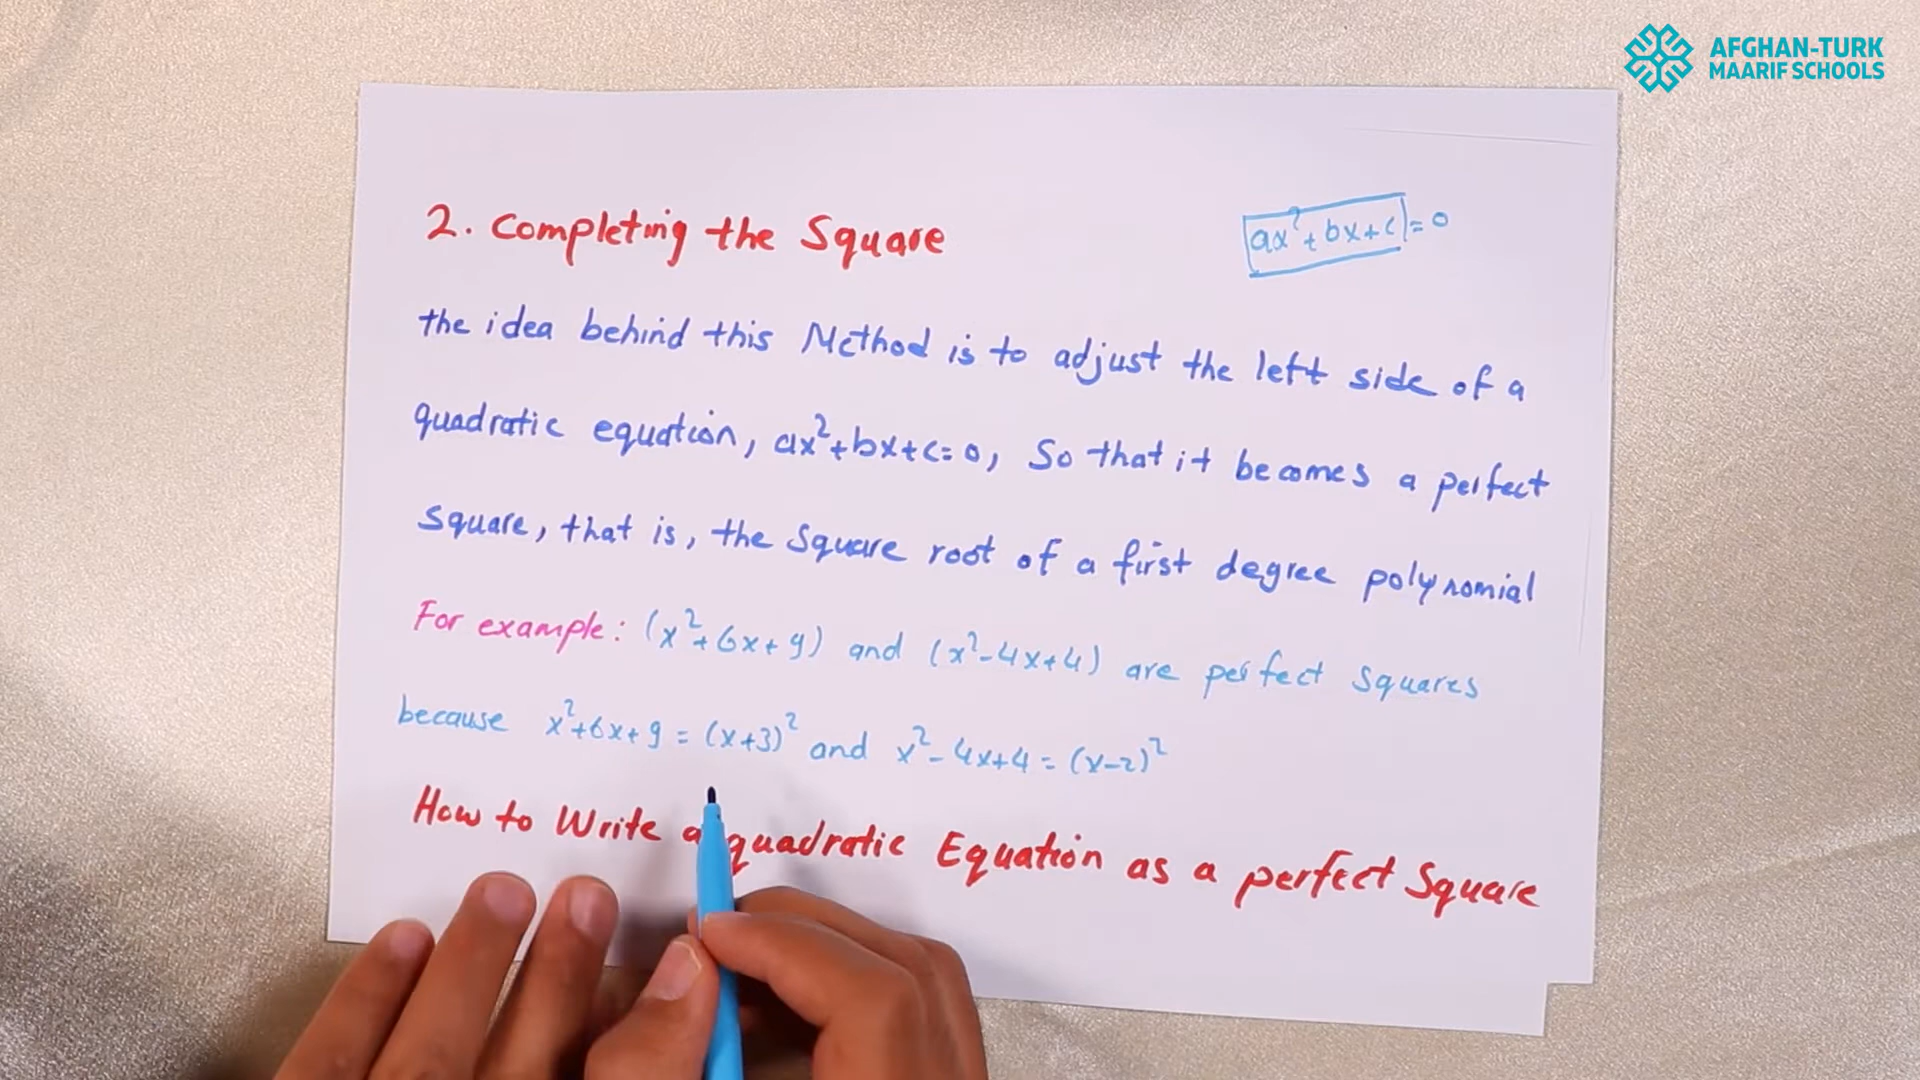 AFGHAN-TURK
MAARIF SCHOOLS
2. Completing the Square
ax²+bx+c=0
the idea behind this Method is to adjust the left side of a
quadratic equation, ax²+bx+c=0, So that it becomes a perfect
square, that is, the square root of a first degree polynomial
For example: (x²+6x+9) and (x²-4x+4) are perfect squares
because x²+6x+9 = (x+3)² and x²-4x+4 = (x-2)²
How to Write a quadratic Equation as a perfect Square